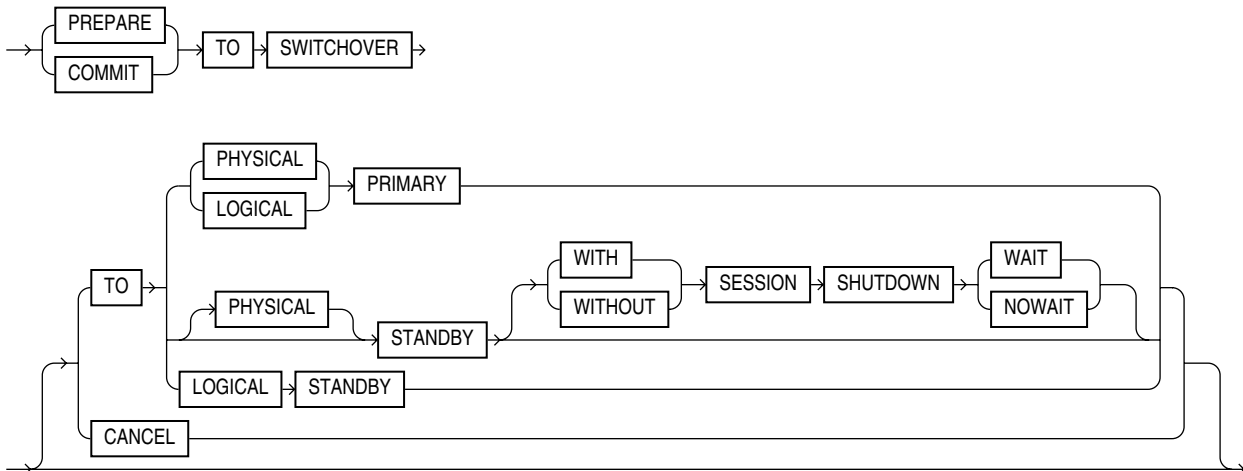 PREPARE
COMMIT
TO
SWITCHOVER
PHYSICAL
LOGICAL
PRIMARY
TO
PHYSICAL
STANDBY
WITH
WITHOUT
SESSION
SHUTDOWN
WAIT
NOWAIT
LOGICAL
STANDBY
CANCEL